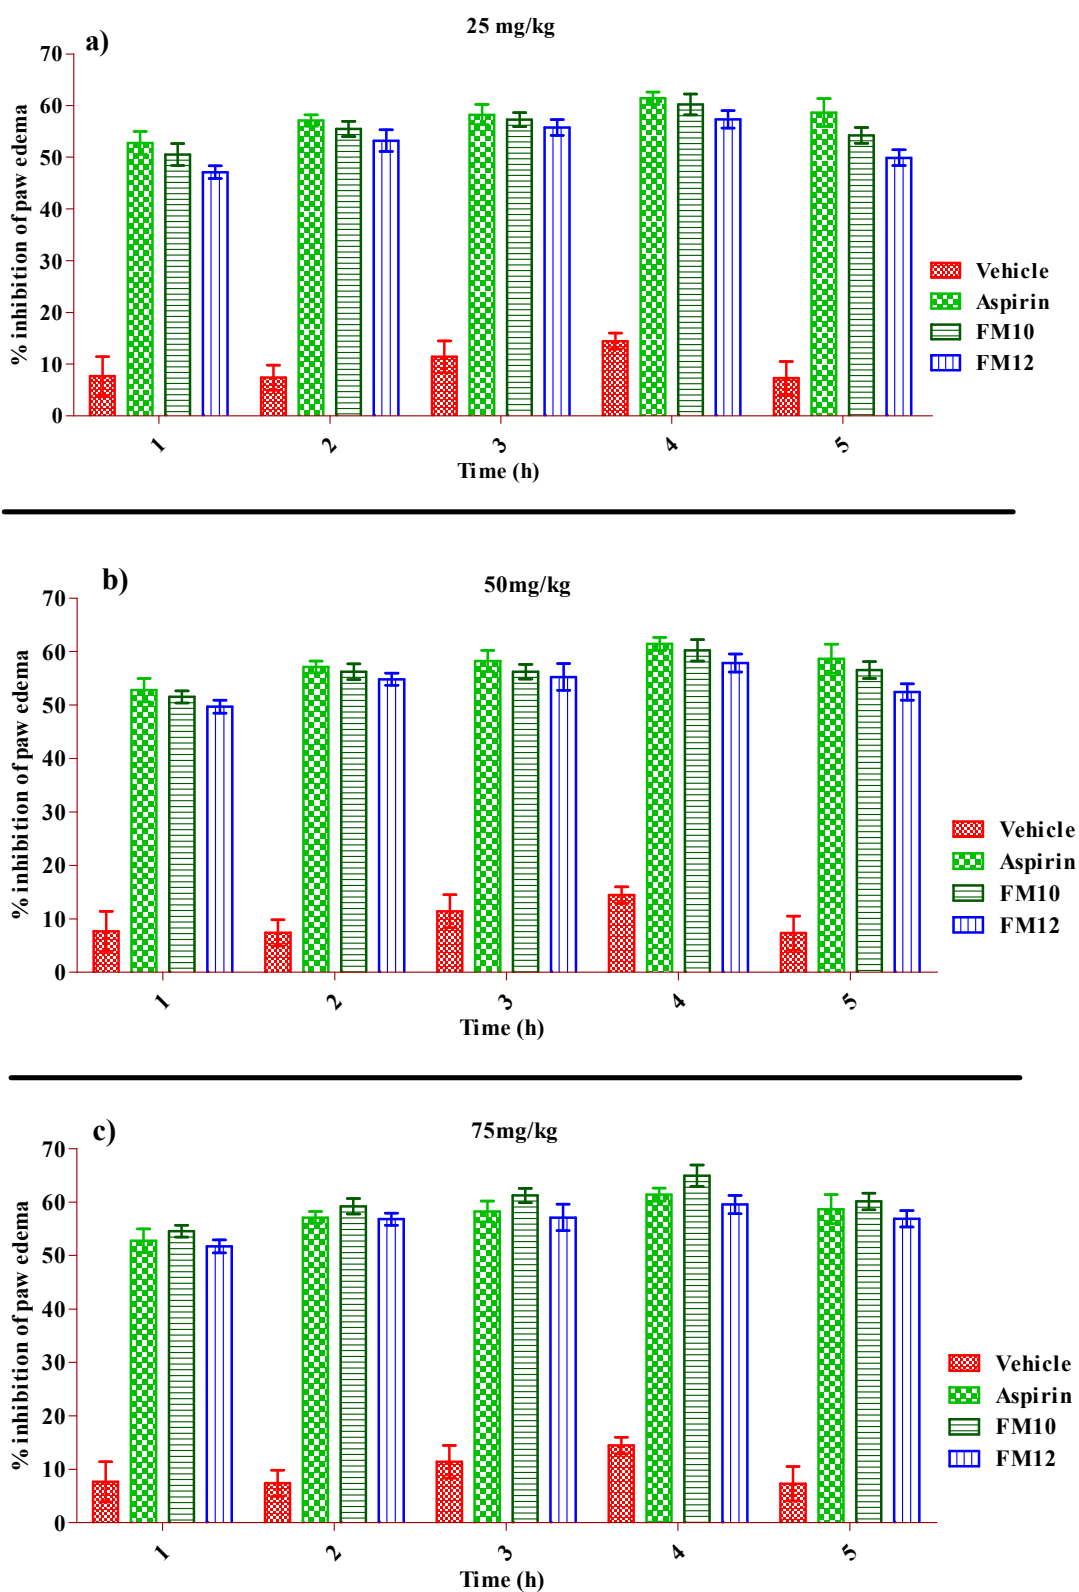 a)
25 mg/kg
% inhibition of paw edema
70
60
50
40
30
20
10
0
1
2
3
4
5
Time (h)
Vehicle
Aspirin
FM10
FM12
b)
50mg/kg
% inhibition of paw edema
70
60
50
40
30
20
10
0
1
2
3
4
5
Time (h)
Vehicle
Aspirin
FM10
FM12
c)
75mg/kg
% inhibition of paw edema
70
60
50
40
30
20
10
0
1
2
3
4
5
Time (h)
Vehicle
Aspirin
FM10
FM12